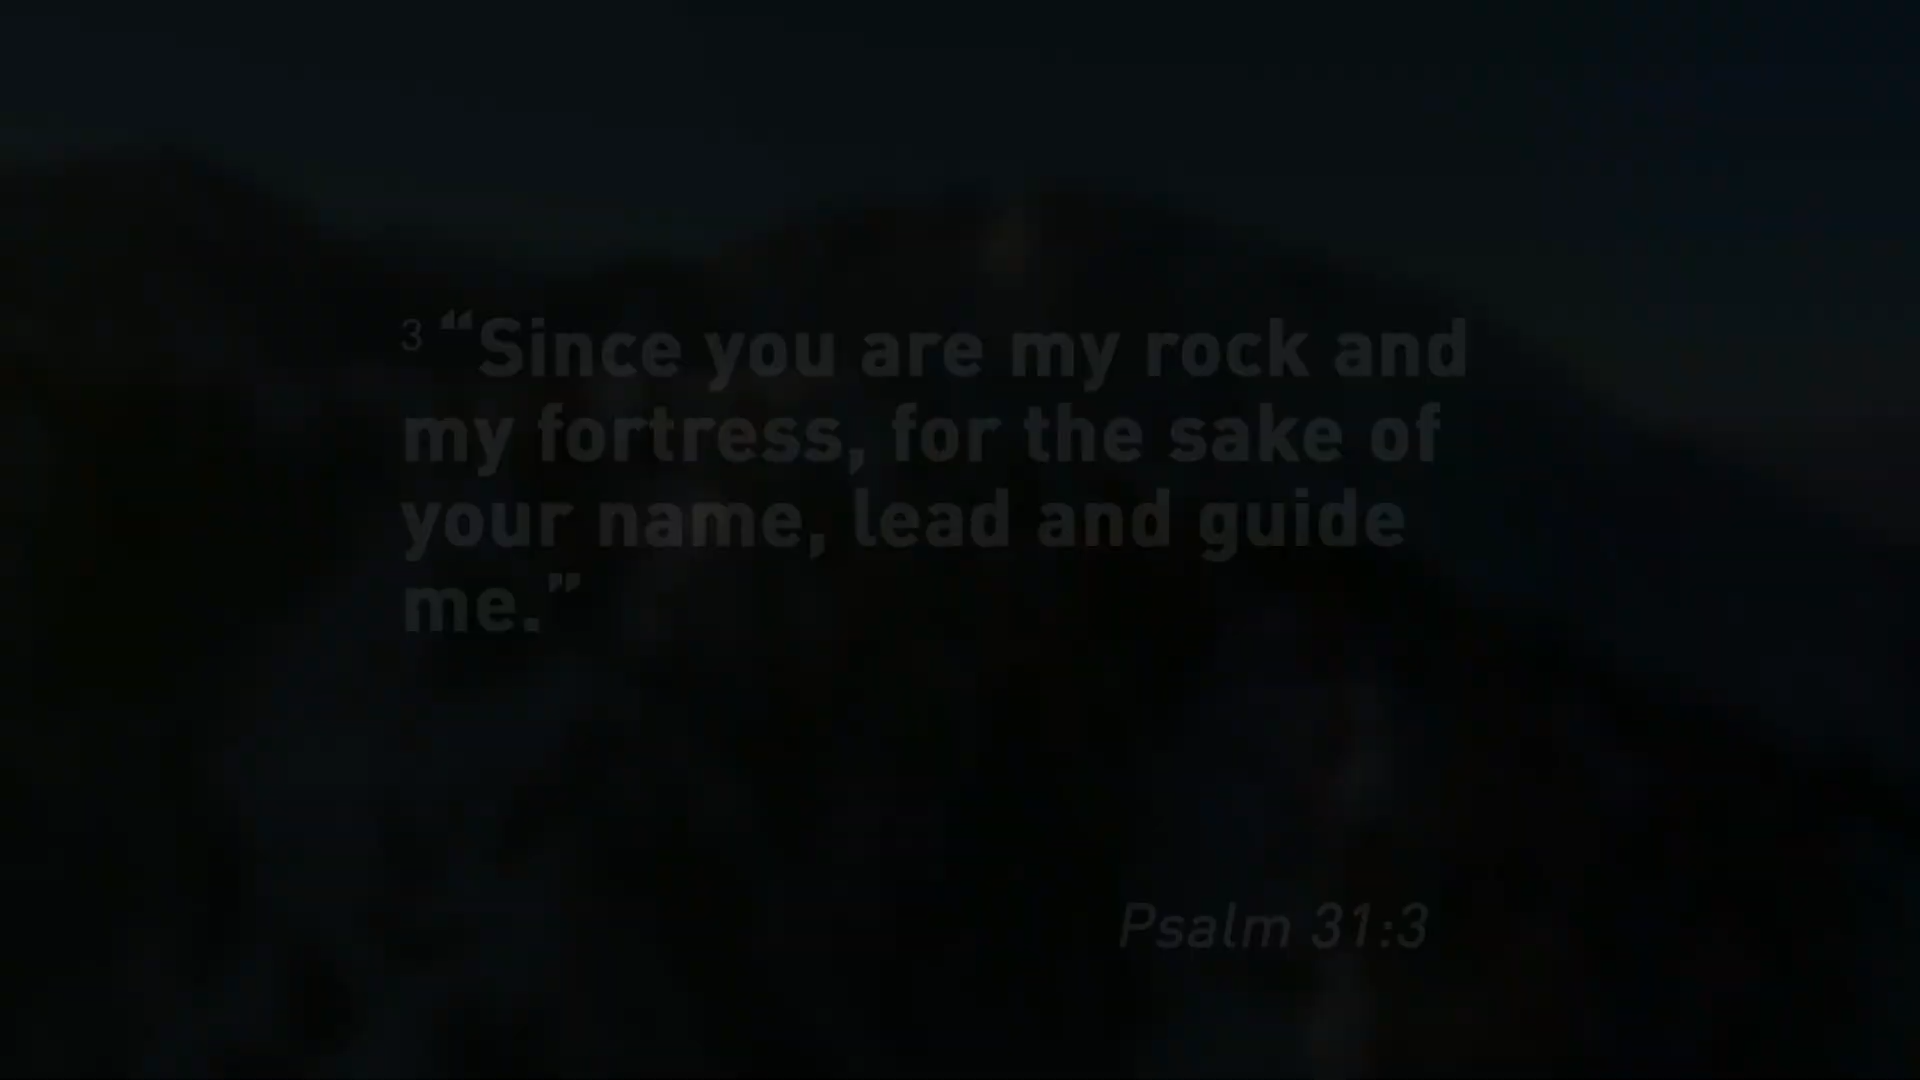 3 “Since you are my rock and
my fortress, for the sake of
your name, lead and guide
me.”
Psalm 31:3